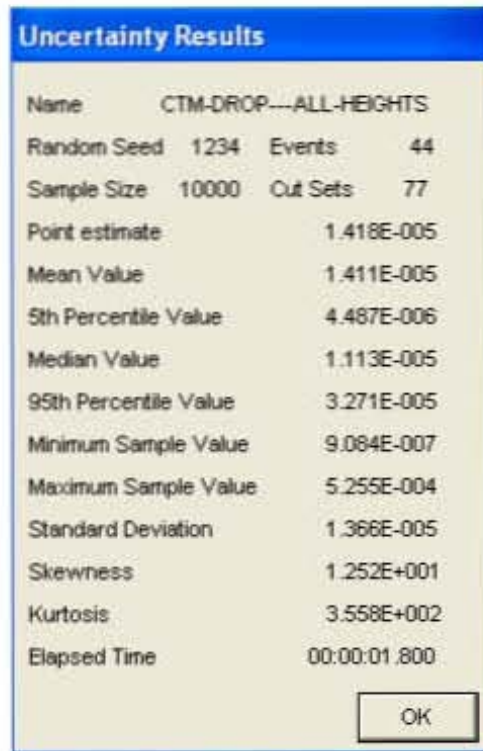 Uncertainty Results
Name CTM-DROP---ALL-HEIGHTS
Random Seed 1234 Events 44
Sample Size 10000 Cut Sets 77
Point estimate 1.418E-005
Mean Value 1.411E-005
5th Percentile Value 4.487E-006
Median Value 1.113E-005
95th Percentile Value 3.271E-005
Minimum Sample Value 9.084E-007
Maximum Sample Value 5.255E-004
Standard Deviation 1.366E-005
Skewness 1.252E+001
Kurtosis 3.558E+002
Elapsed Time 00:00:01.800
OK